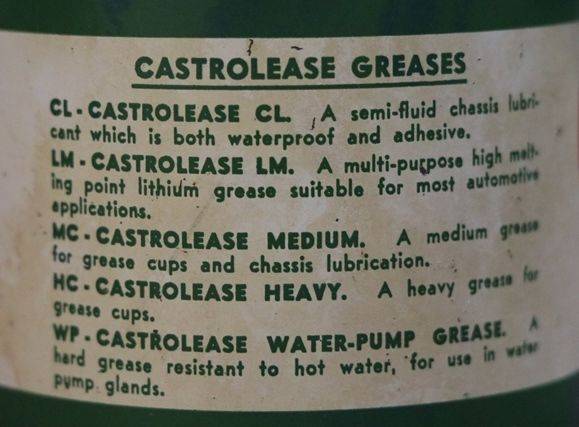 CASTROLEASE GREASES
CL - CASTROLEASE CL. A semi-fluid chassis lubri-
cant which is both waterproof and adhesive.
LM - CASTROLEASE LM. A multi-purpose high melt-
ing point lithium grease suitable for most automotive
applications.
MC - CASTROLEASE MEDIUM. A medium grease
for grease cups and chassis lubrication.
HC - CASTROLEASE HEAVY. A heavy grease for
grease cups.
WP - CASTROLEASE WATER-PUMP GREASE. A
hard grease resistant to hot water, for use in water
pump glands.